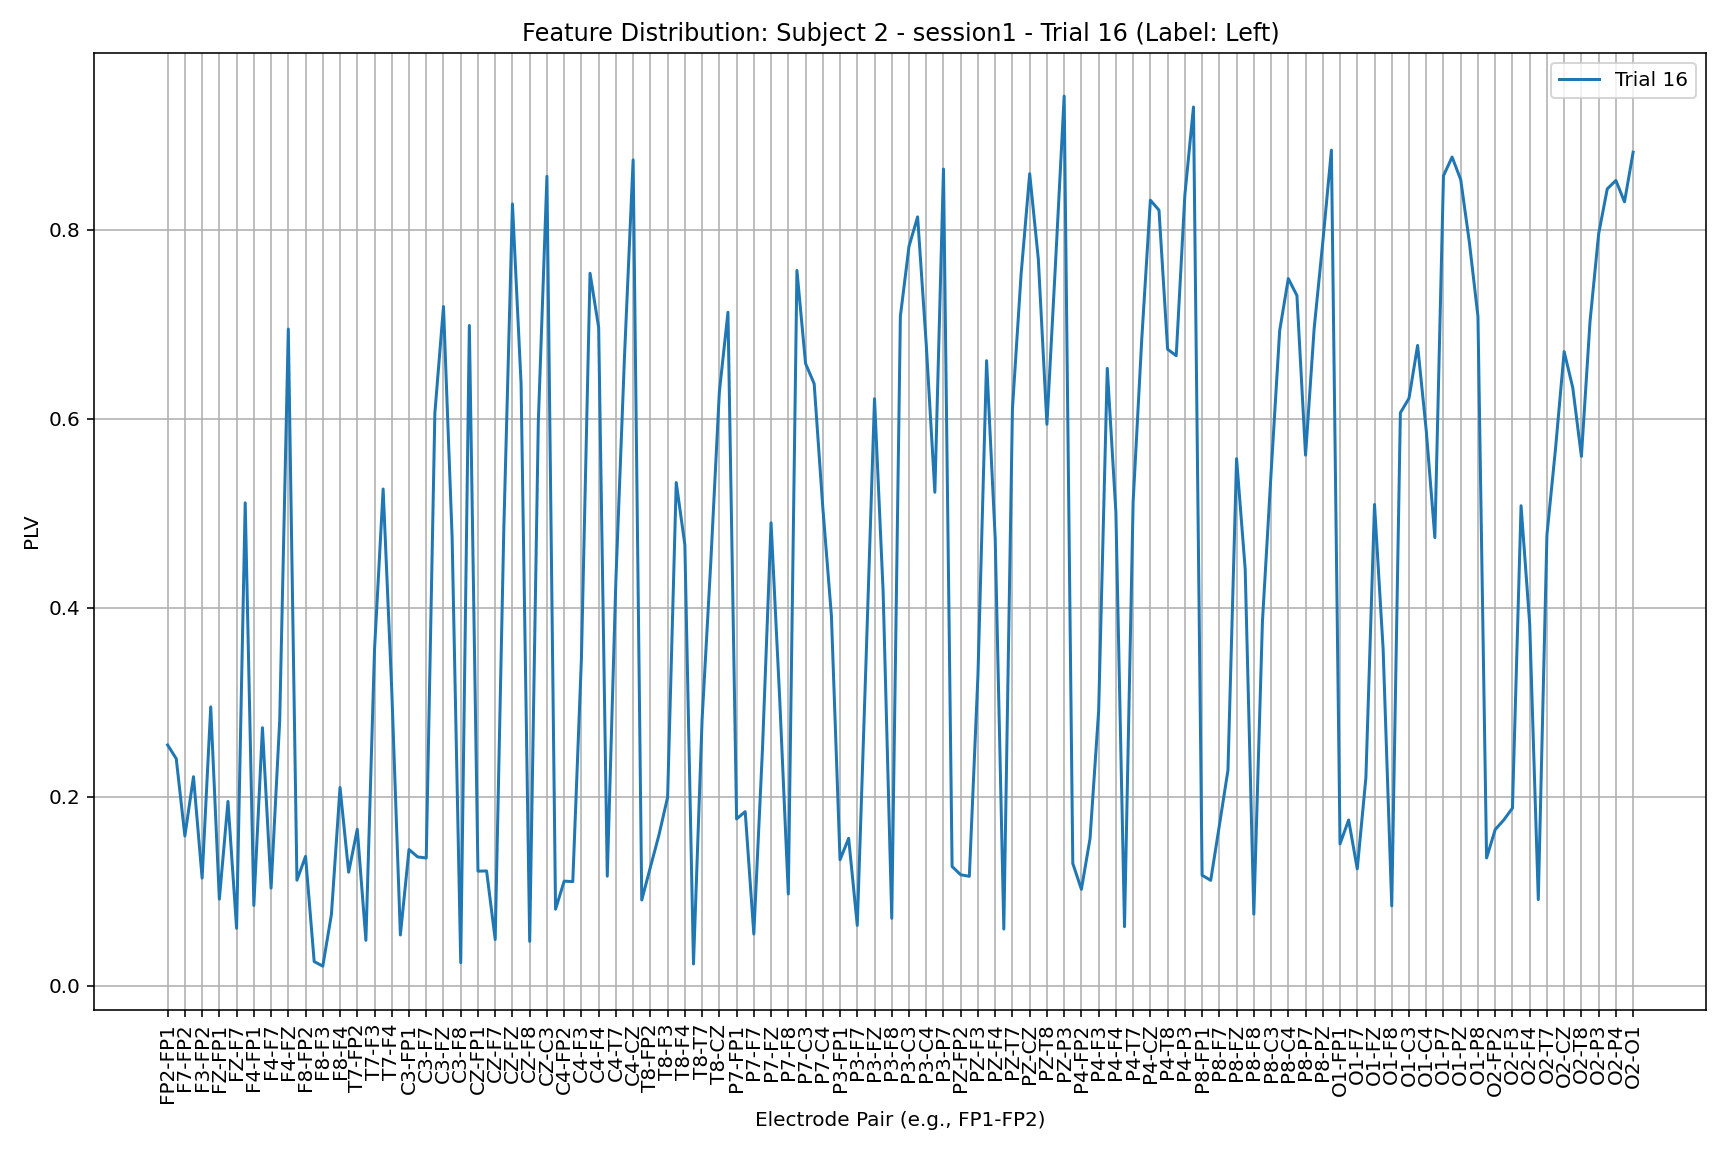 Feature Distribution: Subject 2 - session1 - Trial 16 (Label: Left)
Trial 16
PLV
0.8
0.6
0.4
0.2
0.0
FP2-FP1
F7-FP2
F3-FP2
FZ-FP1
FZ-F7
F4-FP1
F4-F7
F4-FZ
F8-FP2
F8-F3
F8-F4
T7-FP2
T7-F3
T7-F4
C3-FP1
C3-F7
C3-FZ
C3-F8
CZ-FP1
CZ-F7
CZ-FZ
CZ-F8
CZ-C3
C4-FP2
C4-F3
C4-F4
C4-T7
C4-CZ
T8-FP2
T8-F3
T8-F4
T8-T7
T8-CZ
P7-FP1
P7-F7
P7-FZ
P7-F8
P7-C3
P7-C4
P3-FP1
P3-F7
P3-FZ
P3-F8
P3-C3
P3-C4
P3-P7
PZ-FP2
PZ-F3
PZ-F4
PZ-T7
PZ-CZ
PZ-T8
PZ-P3
P4-FP2
P4-F3
P4-F4
P4-T7
P4-CZ
P4-T8
P4-P3
P8-FP1
P8-F7
P8-FZ
P8-F8
P8-C3
P8-C4
P8-P7
P8-PZ
O1-FP1
O1-F7
O1-FZ
O1-F8
O1-C3
O1-C4
O1-P7
O1-PZ
O1-P8
O2-FP2
O2-F3
O2-F4
O2-T7
O2-CZ
O2-T8
O2-P3
O2-P4
O2-O1
Electrode Pair (e.g., FP1-FP2)